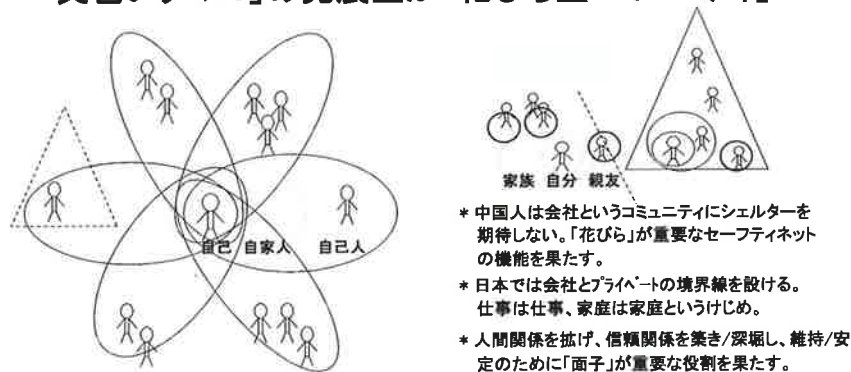 自己 自家人 自己人
家族 自分 親友
* 中国人は会社というコミュニティにシェルターを
期待しない。「花びら」が重要なセーフティネット
の機能を果たす。
* 日本では会社とプライベートの境界線を設ける。
仕事は仕事、家庭は家庭というけじめ。
* 人間関係を拡げ、信頼関係を築き/深堀し、維持/安
定のために「面子」が重要な役割を果たす。